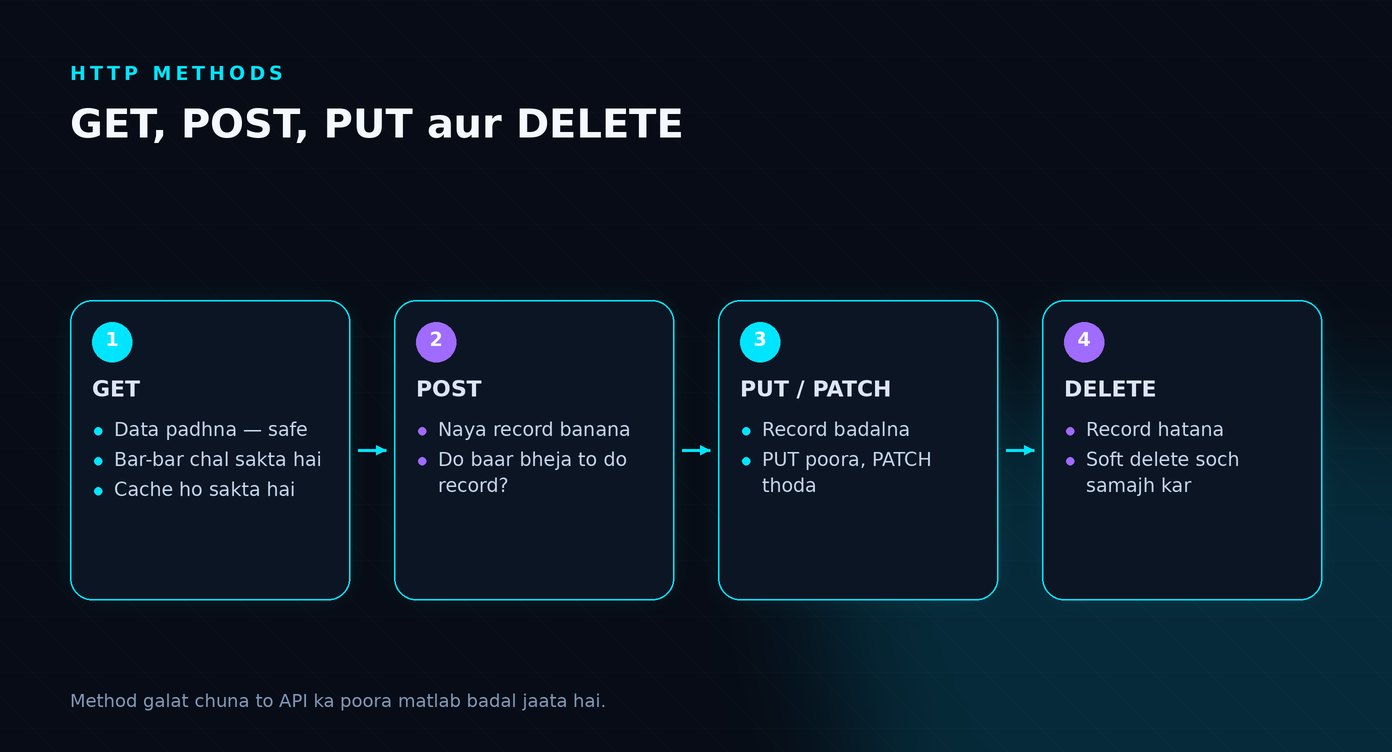 HTTP METHODS
GET, POST, PUT aur DELETE
1
GET
Data padhna — safe
Bar-bar chal sakta hai
Cache ho sakta hai
2
POST
Naya record banana
Do baar bheja to do
record?
3
PUT / PATCH
Record badalna
PUT poora, PATCH
thoda
4
DELETE
Record hatana
Soft delete soch
samajh kar
Method galat chuna to API ka poora matlab badal jaata hai.